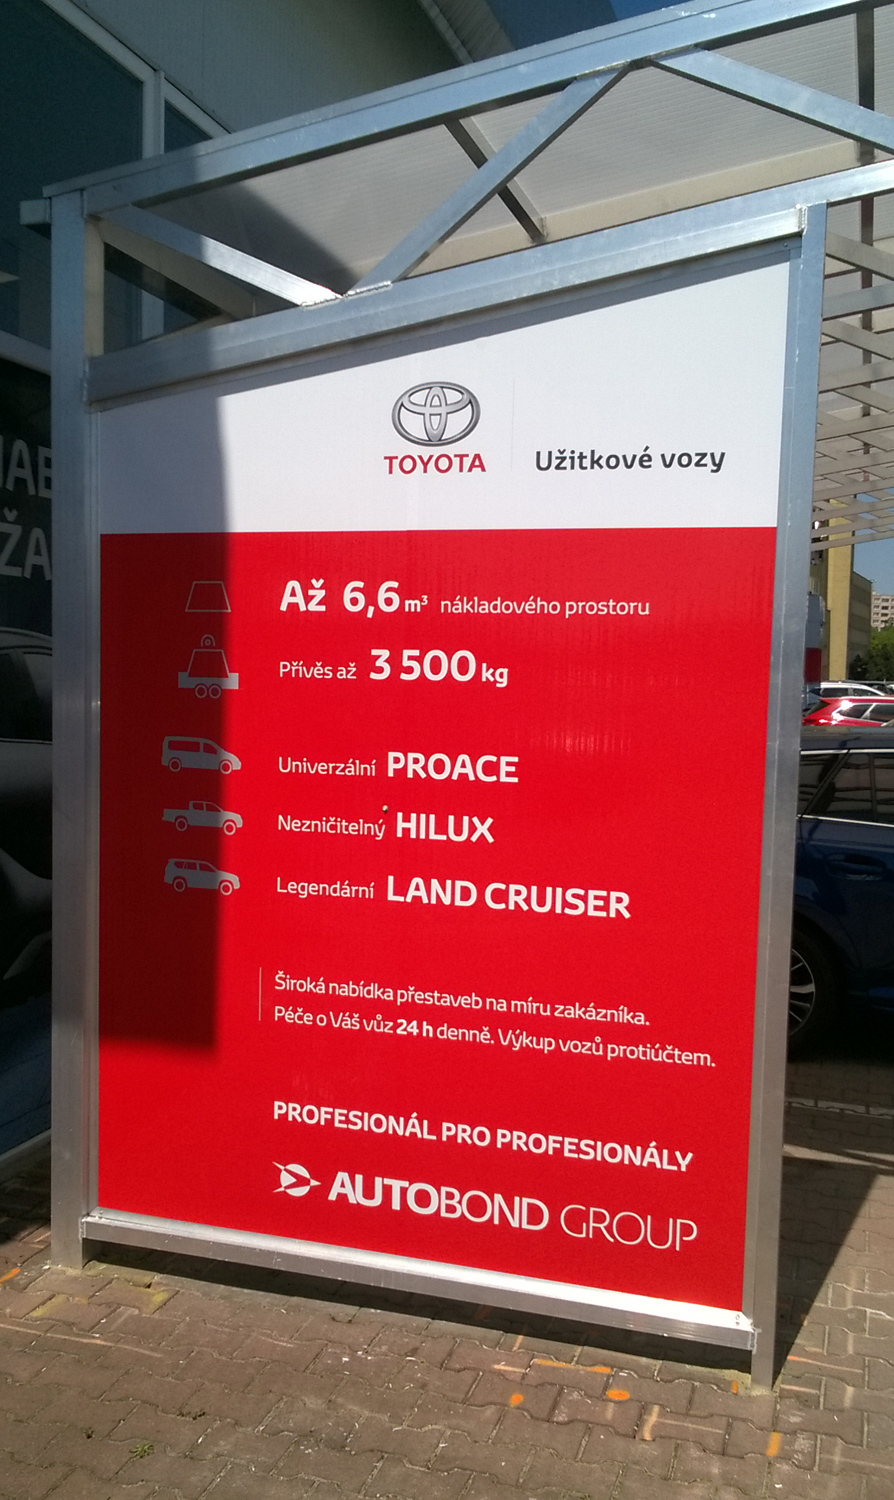 TOYOTA
Užitkové vozy
Až 6,6 m³ nákladového prostoru
Přívěs až 3 500 kg
Univerzální PROACE
Nezničitelný HILUX
Legendární LAND CRUISER
Široká nabídka přestaveb na míru zakázníka.
Péče o Váš vůz 24 h denně. Výkup vozů protiúčtem.
PROFESIONÁL PRO PROFESIONÁLY
AUTOBOND GROUP